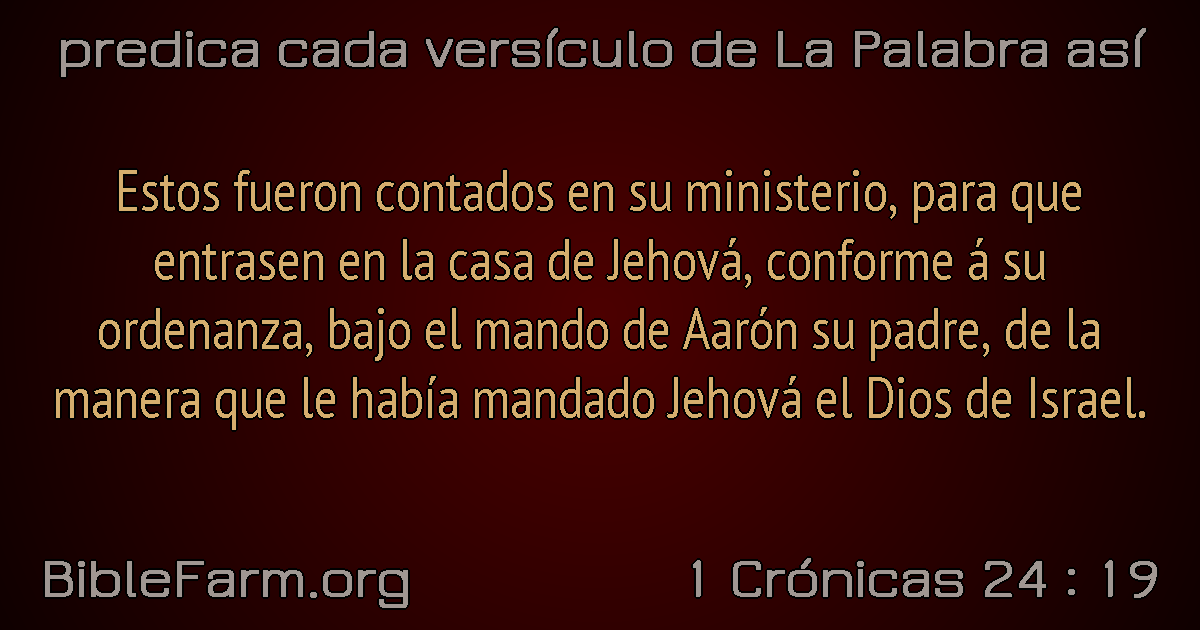 predica cada versículo de La Palabra así
Estos fueron contados en su ministerio, para que
entrasen en la casa de Jehová, conforme á su
ordenanza, bajo el mando de Aarón su padre, de la
manera que le había mandado Jehová el Dios de Israel.
BibleFarm.org
1 Crónicas 24 : 19